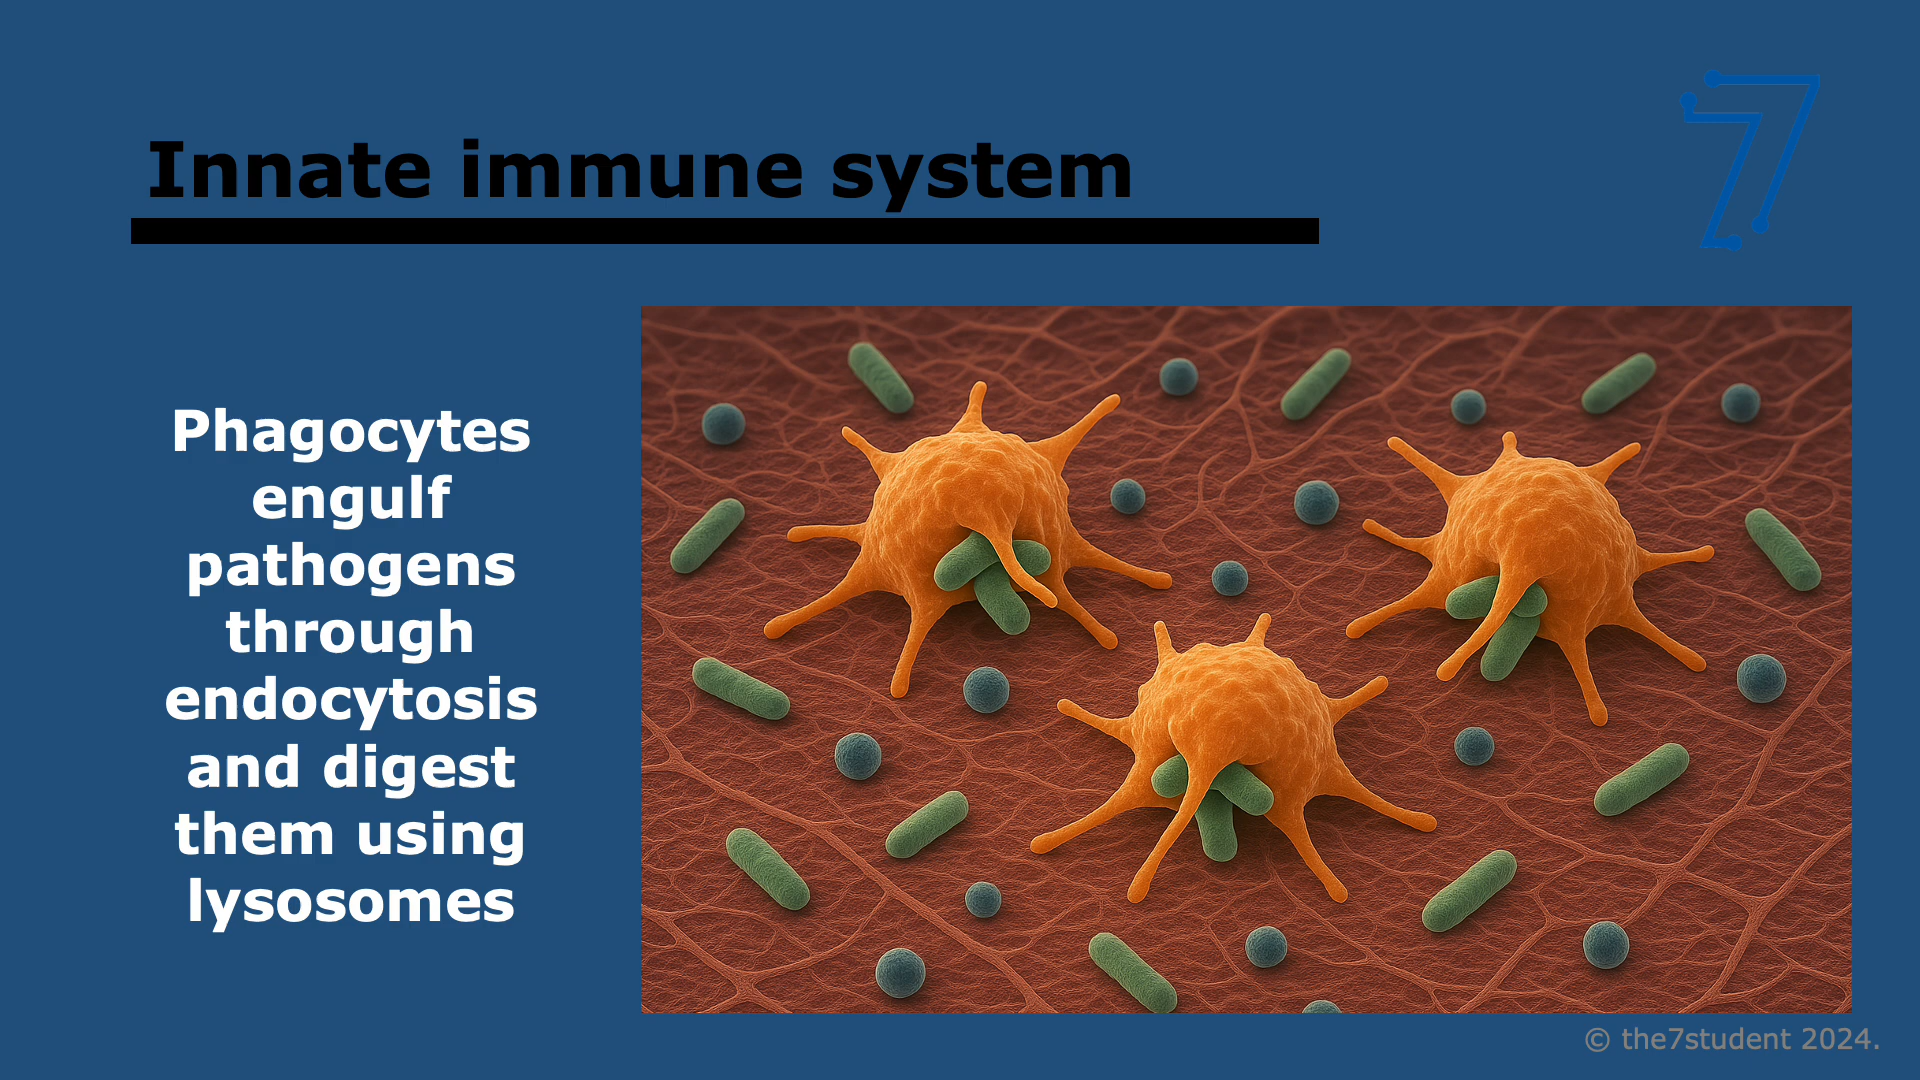 Innate immune system
Phagocytes
engulf
pathogens
through
endocytosis
and digest
them using
lysosomes
© the7student 2024.